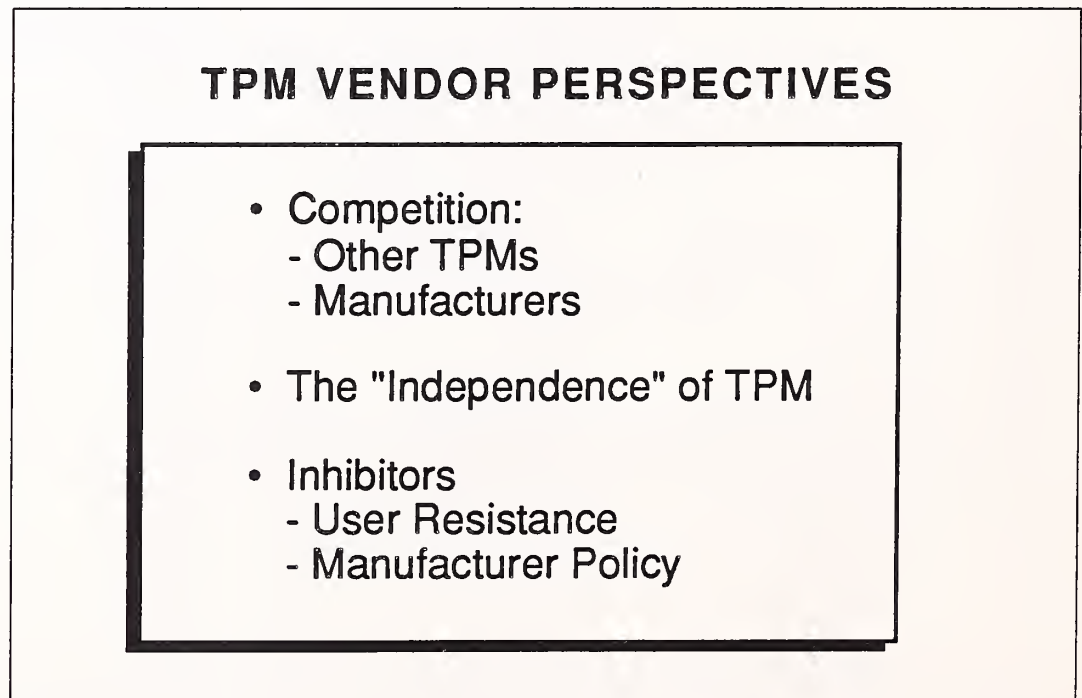 TPM VENDOR PERSPECTIVES
• Competition:
- Other TPMs
- Manufacturers
• The "Independence" of TPM
• Inhibitors
- User Resistance
- Manufacturer Policy